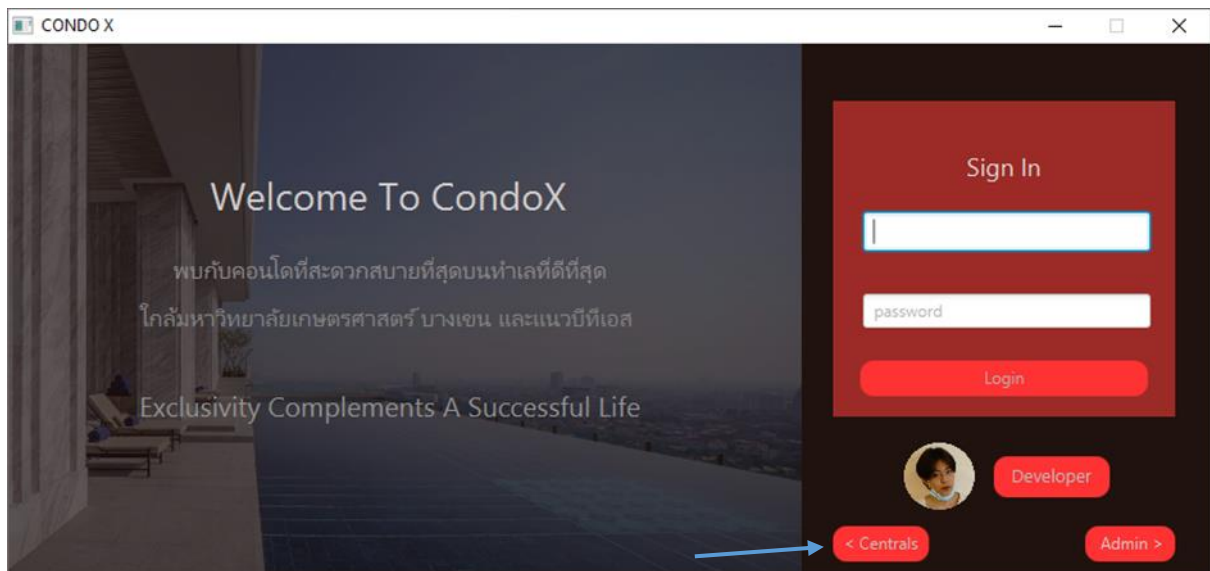 CONDO X
Welcome To CondoX
พบกับคอนโดที่สะดวกสบายที่สุดบนทำเลที่ดีที่สุด
ใกล้มหาวิทยาลัยเกษตรศาสตร์ บางเขน และแนวบีทีเอส
Exclusivity Complements A Successful Life
Sign In
password
Login
Developer
< Centrals
Admin >